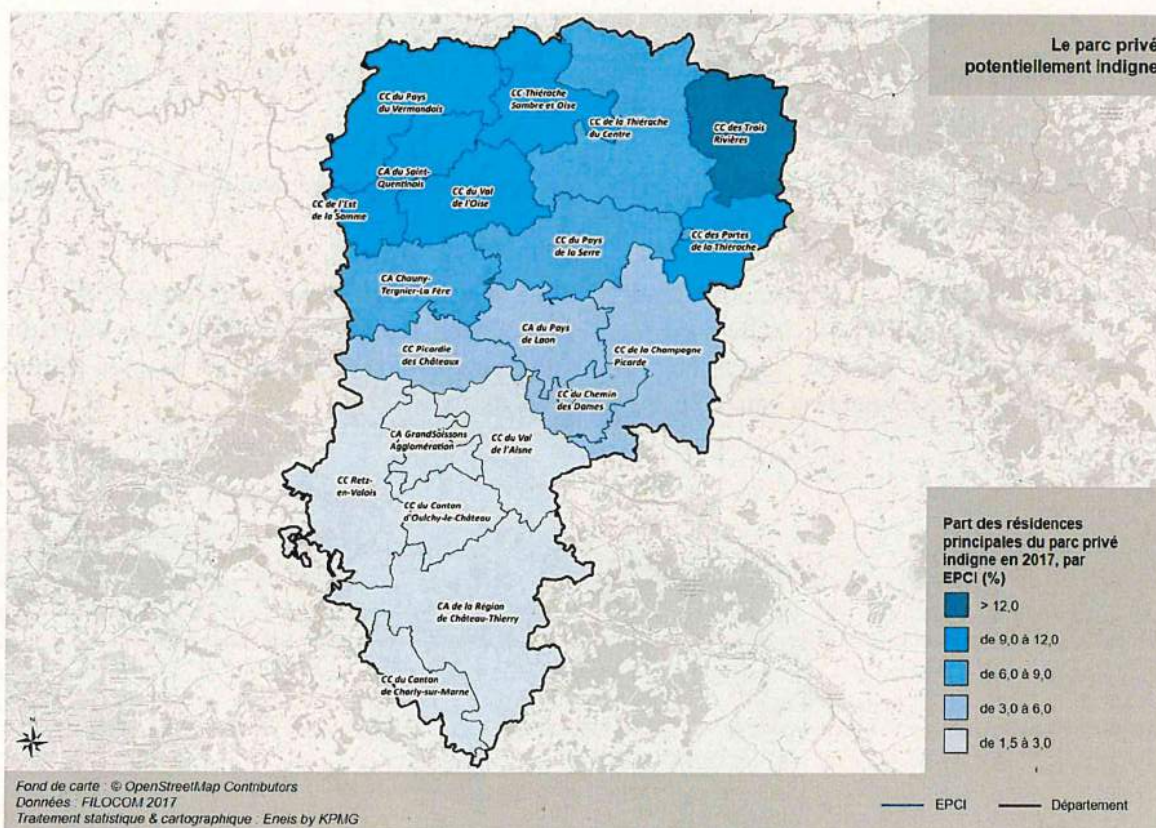 Le parc privé
potentiellement indigne
CC du Pays
du Vermandois
CC Thiérache
Sambre et Oise
CC de la Thiérache
du Centre
CC des Trois
Rivières
CA du Saint-
Quentinois
CC de l'Est
de la Somme
CC du Val
de l'Oise
CC des Portes
de la Thiérache
CC du Pays
de la Serre
CA Chauny-
Tergnier-La Fère
CA du Pays
de Laon
CC Picardie
des Châteaux
CC de la Champagne
Picarde
CC du Chemin
des Dames
CA GrandSoissons
Agglomération
CC du Val
de l'Aisne
CC Retz-
en-Valois
CC du Canton
d'Oulchy-le-Château
CA de la Région
de Château-Thierry
CC du Canton
de Charly-sur-Marne
Part des résidences
principales du parc privé
indigne en 2017, par
EPCI (%)
> 12,0
de 9,0 à 12,0
de 6,0 à 9,0
de 3,0 à 6,0
de 1,5 à 3,0
Fond de carte : © OpenStreetMap Contributors
Données : FILOCOM 2017
Traitement statistique & cartographique : Eneis by KPMG
EPCI
Département